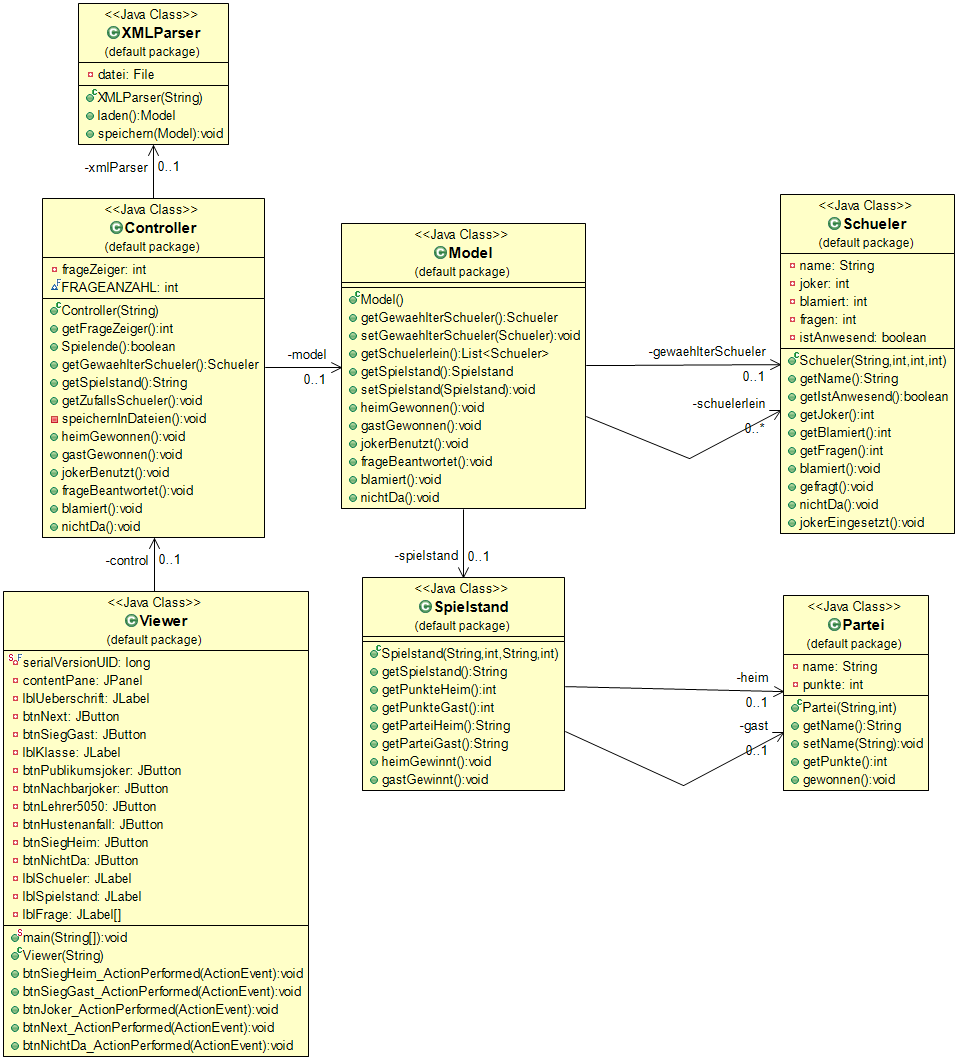 <<Java Class>>
XMLParser
(default package)
datei: File
XMLParser(String)
laden():Model
speichern(Model):void
-xmlParser
0..1
<<Java Class>>
Controller
(default package)
frageZeiger: int
FRAGEANZAHL: int
Controller(String)
getFrageZeiger():int
Spielende():boolean
getGewaehlterSchueler():Schueler
getSpielstand():String
getZufallsSchueler():void
speichernInDateien():void
heimGewonnen():void
gastGewonnen():void
jokerBenutzt():void
frageBeantwortet():void
blamiert():void
nichtDa():void
-model
0..1
<<Java Class>>
Model
(default package)
Model()
getGewaehlterSchueler():Schueler
setGewaehlterSchueler(Schueler):void
getSchuelerlein():List<Schueler>
getSpielstand():Spielstand
setSpielstand(Spielstand):void
heimGewonnen():void
gastGewonnen():void
jokerBenutzt():void
frageBeantwortet():void
blamiert():void
nichtDa():void
-gewaehlterSchueler
0..1
-schuelerlein
0..*
<<Java Class>>
Schueler
(default package)
name: String
joker: int
blamiert: int
fragen: int
istAnwesend: boolean
Schueler(String,int,int,int)
getName():String
getIstAnwesend():boolean
getJoker():int
getBlamiert():int
getFragen():int
blamiert():void
gefragt():void
nichtDa():void
jokerEingesetzt():void
-control
0..1
-spielstand
0..1
<<Java Class>>
Viewer
(default package)
serialVersionUID: long
contentPane: JPanel
lblUeberschrift: JLabel
btnNext: JButton
btnSiegGast: JButton
lblKlasse: JLabel
btnPublikumsjoker: JButton
btnNachbarjoker: JButton
btnLehrer5050: JButton
btnHustenanfall: JButton
btnSiegHeim: JButton
btnNichtDa: JButton
lblSchueler: JLabel
lblSpielstand: JLabel
lblFrage: JLabel[]
main(String[]):void
Viewer(String)
btnSiegHeim_ActionPerformed(ActionEvent):void
btnSiegGast_ActionPerformed(ActionEvent):void
btnJoker_ActionPerformed(ActionEvent):void
btnNext_ActionPerformed(ActionEvent):void
btnNichtDa_ActionPerformed(ActionEvent):void
<<Java Class>>
Spielstand
(default package)
Spielstand(String,int,String,int)
getSpielstand():String
getPunkteHeim():int
getPunkteGast():int
getParteiHeim():String
getParteiGast():String
heimGewinnt():void
gastGewinnt():void
-heim
0..1
-gast
0..1
<<Java Class>>
Partei
(default package)
name: String
punkte: int
Partei(String,int)
getName():String
setName(String):void
getPunkte():int
gewonnen():void